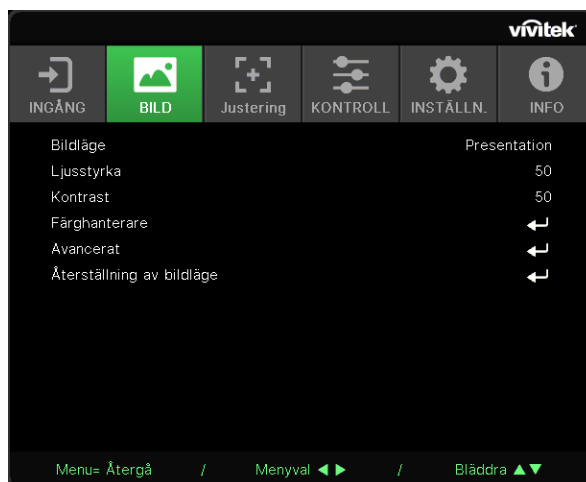 vivitek
INGÅNG BILD Justering KONTROLL INSTÄLLN. INFO
Bildläge Presentation
Ljusstyrka 50
Kontrast 50
Färghanterare
Avancerat
Återställning av bildläge
Menu= Återgå / Menyval ◀ ▶ / Bläddra ▲▼